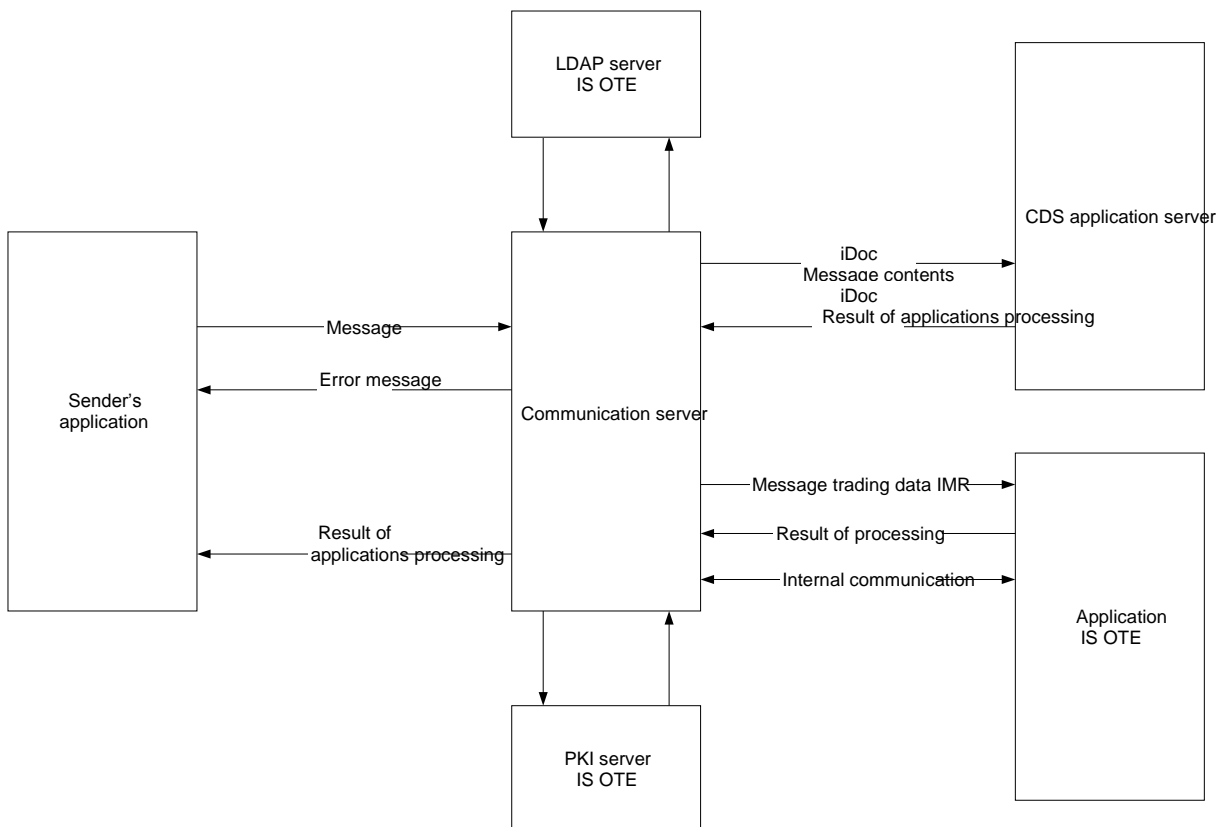 LDAP server
IS OTE
CDS application server
iDoc
Message contents
iDoc
Result of applications processing
Message
Error message
Sender's
application
Communication server
Message trading data IMR
Result of
applications processing
Result of processing
Internal communication
Application
IS OTE
PKI server
IS OTE